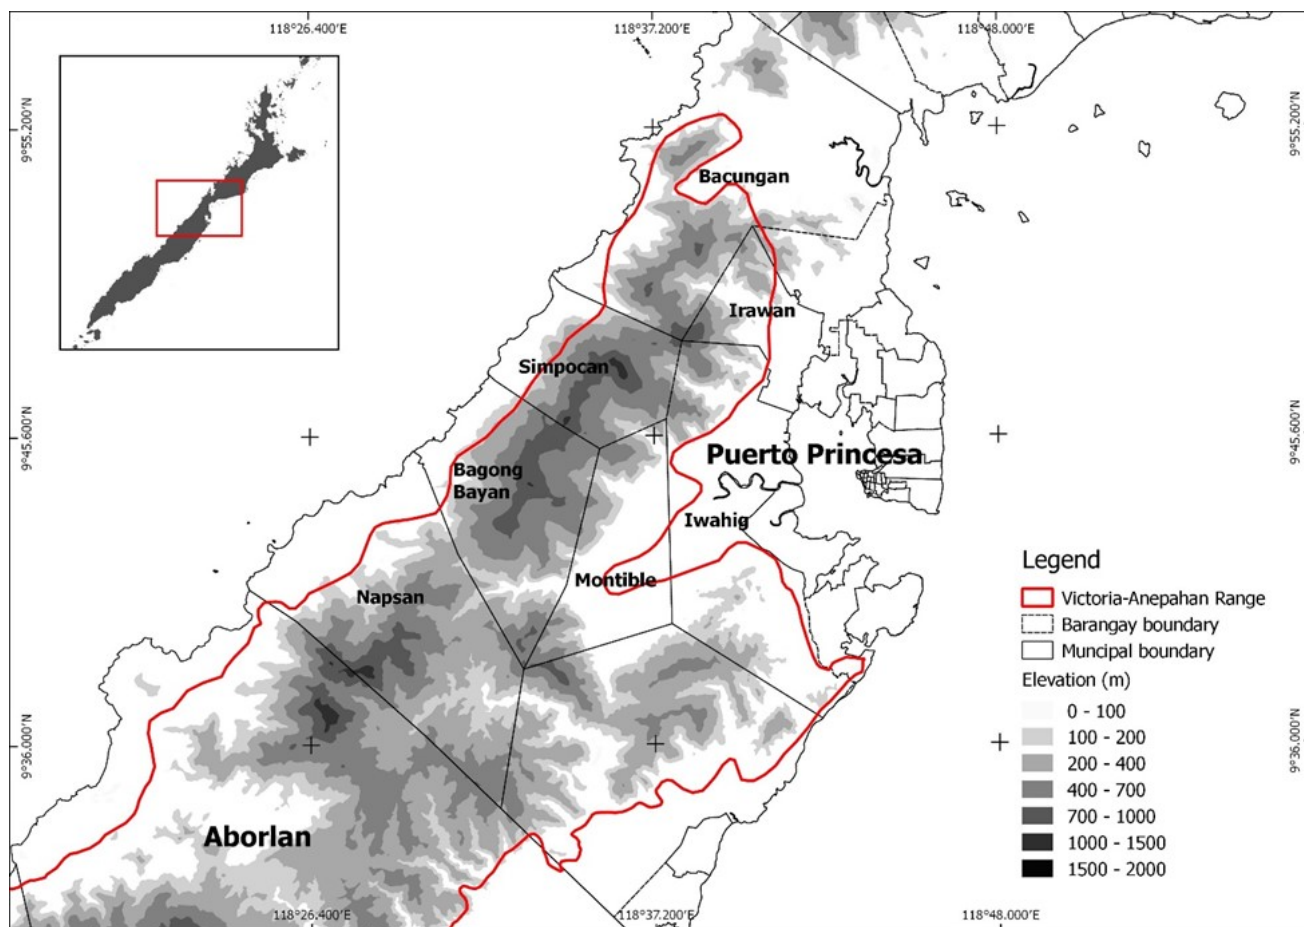 118°26.400'E
118°37.200'E
118°48.000'E
9°55.200'N
9°55.200'N
Bacungan
Irawan
Simpocan
9°45.600'N
9°45.600'N
Puerto Princesa
Bagong
Bayan
Iwahig
Montible
Napsan
Legend
Victoria-Anepahan Range
Barangay boundary
Muncipal boundary
Elevation (m)
0 - 100
100 - 200
200 - 400
400 - 700
700 - 1000
1000 - 1500
1500 - 2000
9°36.000'N
9°36.000'N
Aborlan
118°26.400'E
118°37.200'E
118°48.000'E